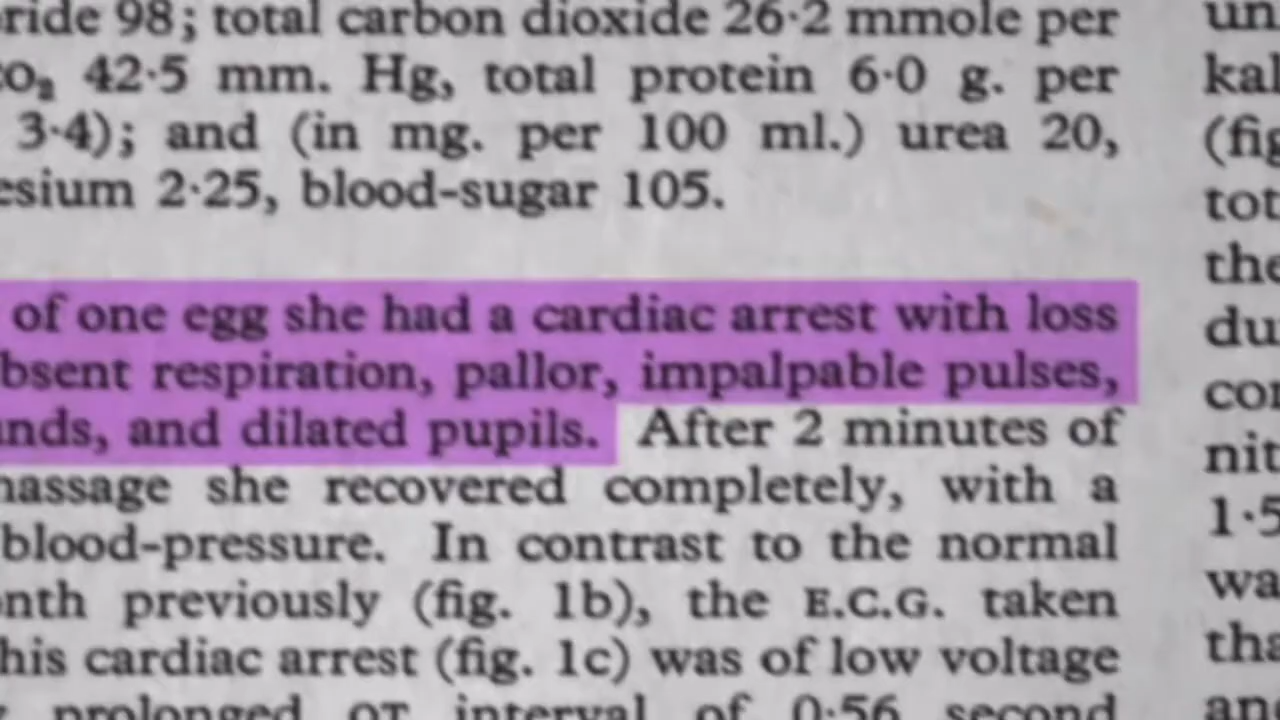 ride 98; total carbon dioxide 26·2 mmole per
CO₂ 42·5 mm. Hg, total protein 6·0 g. per
3·4); and (in mg. per 100 ml.) urea 20,
esium 2·25, blood-sugar 105.
of one egg she had a cardiac arrest with loss
bsent respiration, pallor, impalpable pulses,
nds, and dilated pupils. After 2 minutes of
massage she recovered completely, with a
blood-pressure. In contrast to the normal
nth previously (fig. 1b), the E.C.G. taken
his cardiac arrest (fig. 1c) was of low voltage
prolonged QT interval of 0·56 second
un
kal
(fig
tot
the
du
con
nit
1·5
wa
tha
and